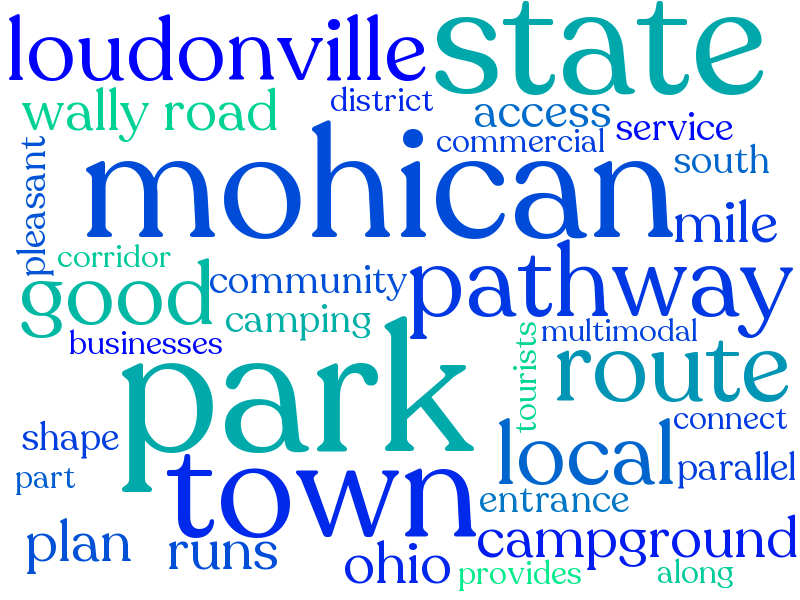 loudonville
state
wally road
district
access
service
commercial
mohican
south
pleasant
mile
corridor
good
community
pathway
camping
businesses
multimodal
tourists
park
route
connect
shape
local
parallel
part
town
entrance
plan
runs
campground
ohio
provides
along